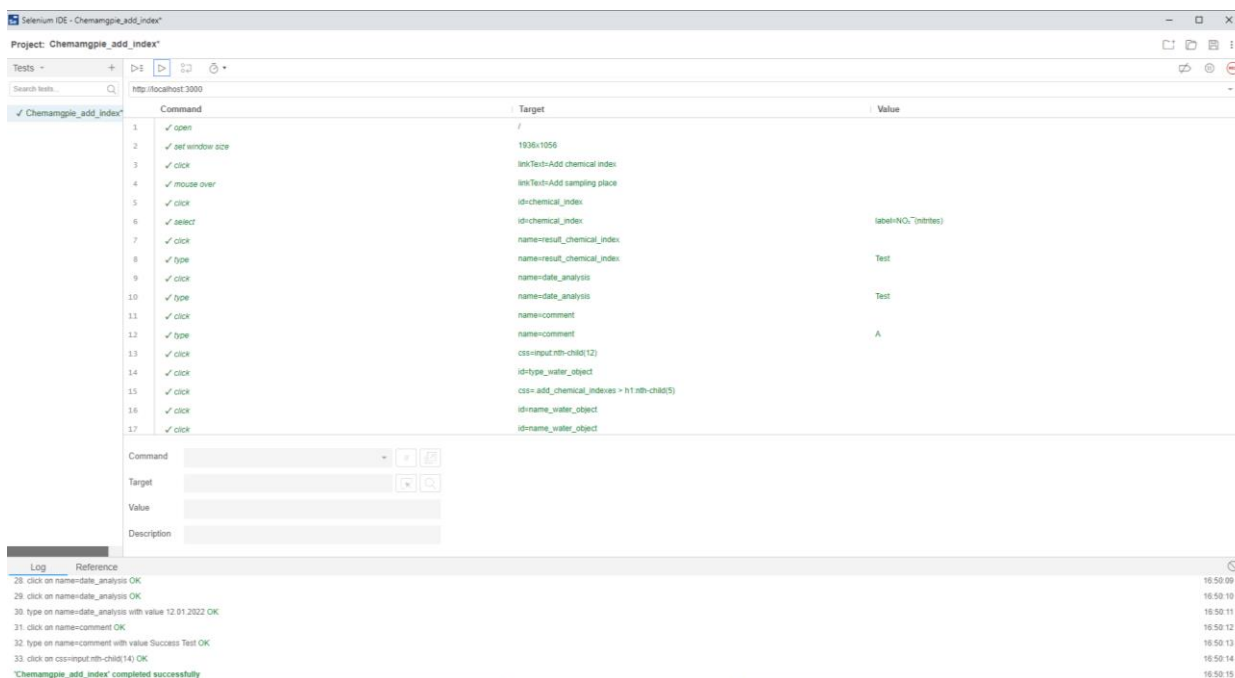 Selenium IDE - Chemamgpie_add_index*
Project: Chemamgpie_add_index*
Tests
Search tests...
http://localhost:3000
✓ Chemamgpie_add_index*
Command Target Value
1 ✓ open /
2 ✓ set window size 1936x1056
3 ✓ click linkText=Add chemical index
4 ✓ mouse over linkText=Add sampling place
5 ✓ click id=chemical_index
6 ✓ select id=chemical_index label=NO₂¯(nitrites)
7 ✓ click name=result_chemical_index
8 ✓ type name=result_chemical_index Test
9 ✓ click name=date_analysis
10 ✓ type name=date_analysis Test
11 ✓ click name=comment
12 ✓ type name=comment A
13 ✓ click css=input:nth-child(12)
14 ✓ click id=type_water_object
15 ✓ click css=.add_chemical_indexes > h1:nth-child(5)
16 ✓ click id=name_water_object
17 ✓ click id=name_water_object
Command
Target
Value
Description
Log Reference
28. click on name=date_analysis OK 16:50:09
29. click on name=date_analysis OK 16:50:10
30. type on name=date_analysis with value 12.01.2022 OK 16:50:11
31. click on name=comment OK 16:50:12
32. type on name=comment with value Success Test OK 16:50:13
33. click on css=input:nth-child(14) OK 16:50:14
'Chemamgpie_add_index' completed successfully 16:50:15